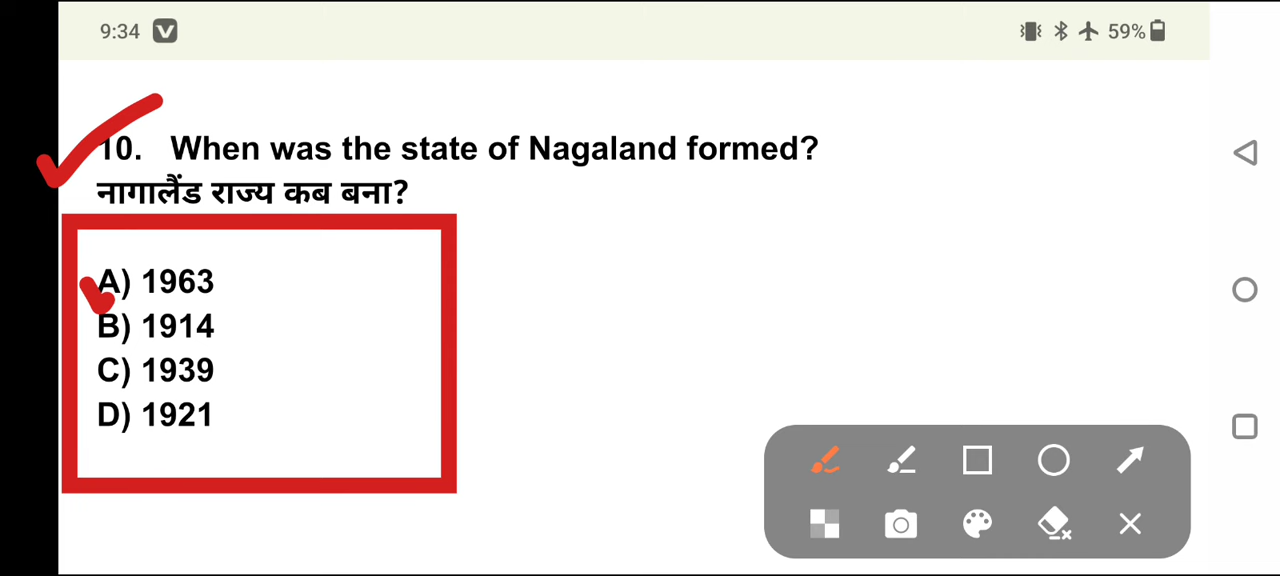 9:34
59%
10. When was the state of Nagaland formed?
नागालैंड राज्य कब बना?
A) 1963
B) 1914
C) 1939
D) 1921